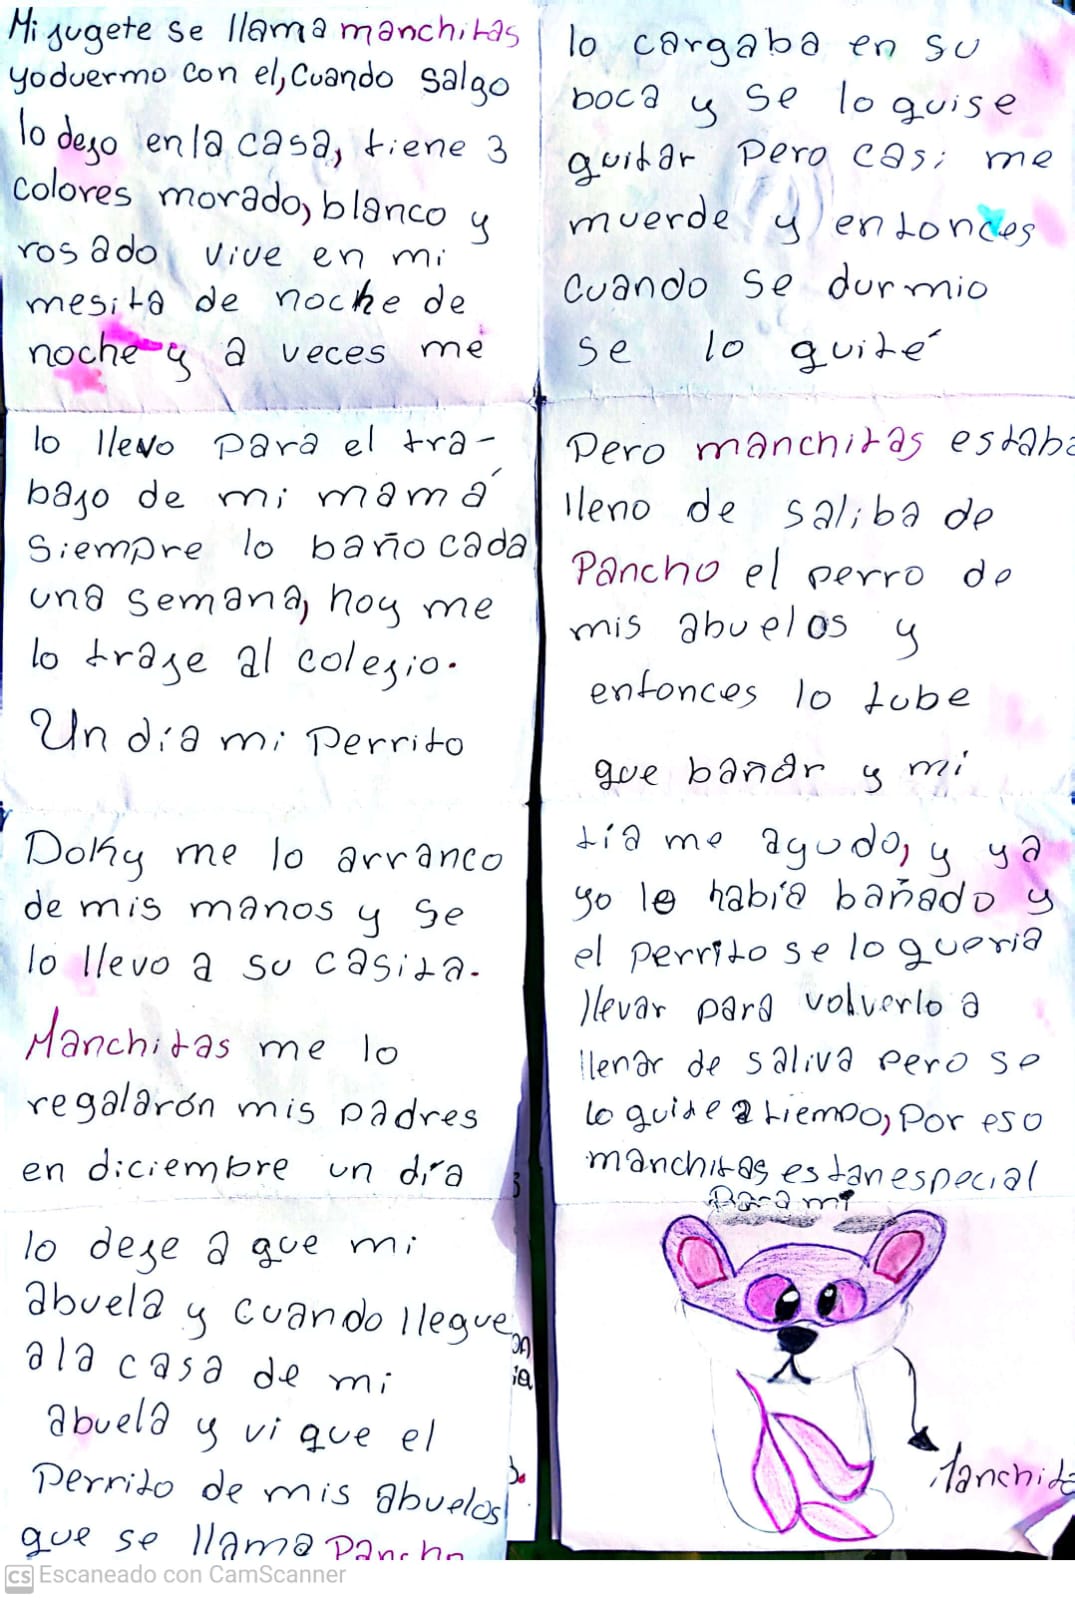 Mi jugete se llama manchitas
yo duermo con el, Cuando salgo
lo dejo en la casa, tiene 3
colores morado, blanco y
rosado vive en mi
mesita de noche de
noche y a veces me
lo llevo para el tra-
bajo de mi mamá
Siempre lo baño cada
una semana, hoy me
lo traje al colegio.
Un día mi perrito
Doky me lo arranco
de mis manos y se
lo llevo a su casita.
Manchitas me lo
regalarón mis padres
en diciembre un día
lo deje a que mi
abuela y cuando llegue
a la casa de mi
abuela y vi que el
perrito de mis abuelos
que se llama Pancho
lo cargaba en su
boca y se lo quise
quitar pero casi me
muerde y entonces
cuando se durmio
se lo quité
Pero manchitas estaba
lleno de saliba de
Pancho el perro de
mis abuelos y
entonces lo tube
que bañar y mi
tía me ayudo, y ya
yo lo había bañado y
el perrito se lo queria
llevar para volverlo a
llenar de saliva pero se
lo quite a tiempo, Por eso
manchitas es tan especial
Para mi
Manchita
CS Escaneado con CamScanner